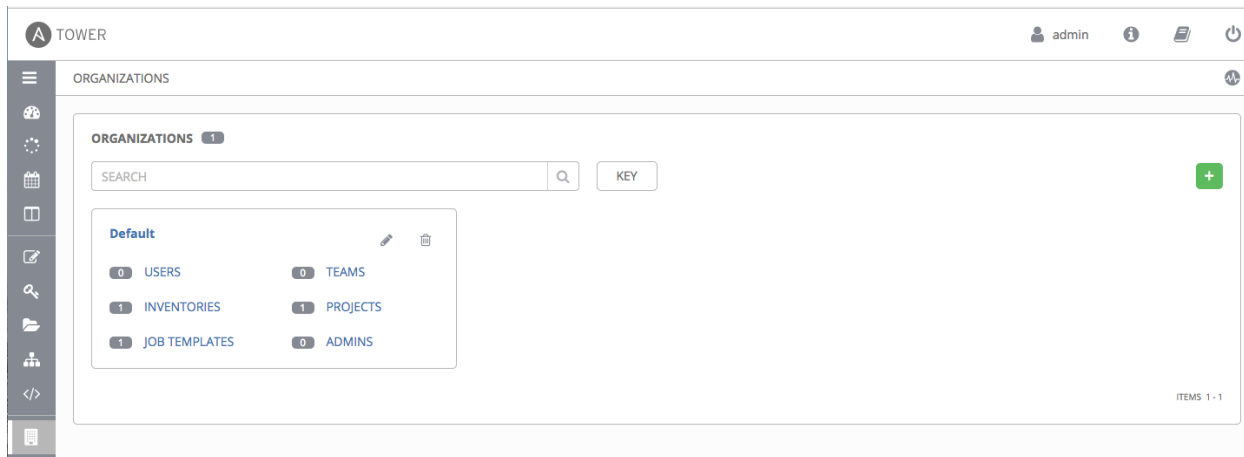 A TOWER admin
ORGANIZATIONS
ORGANIZATIONS 1
SEARCH KEY +
Default
0 USERS 0 TEAMS
1 INVENTORIES 1 PROJECTS
1 JOB TEMPLATES 0 ADMINS
ITEMS 1 - 1